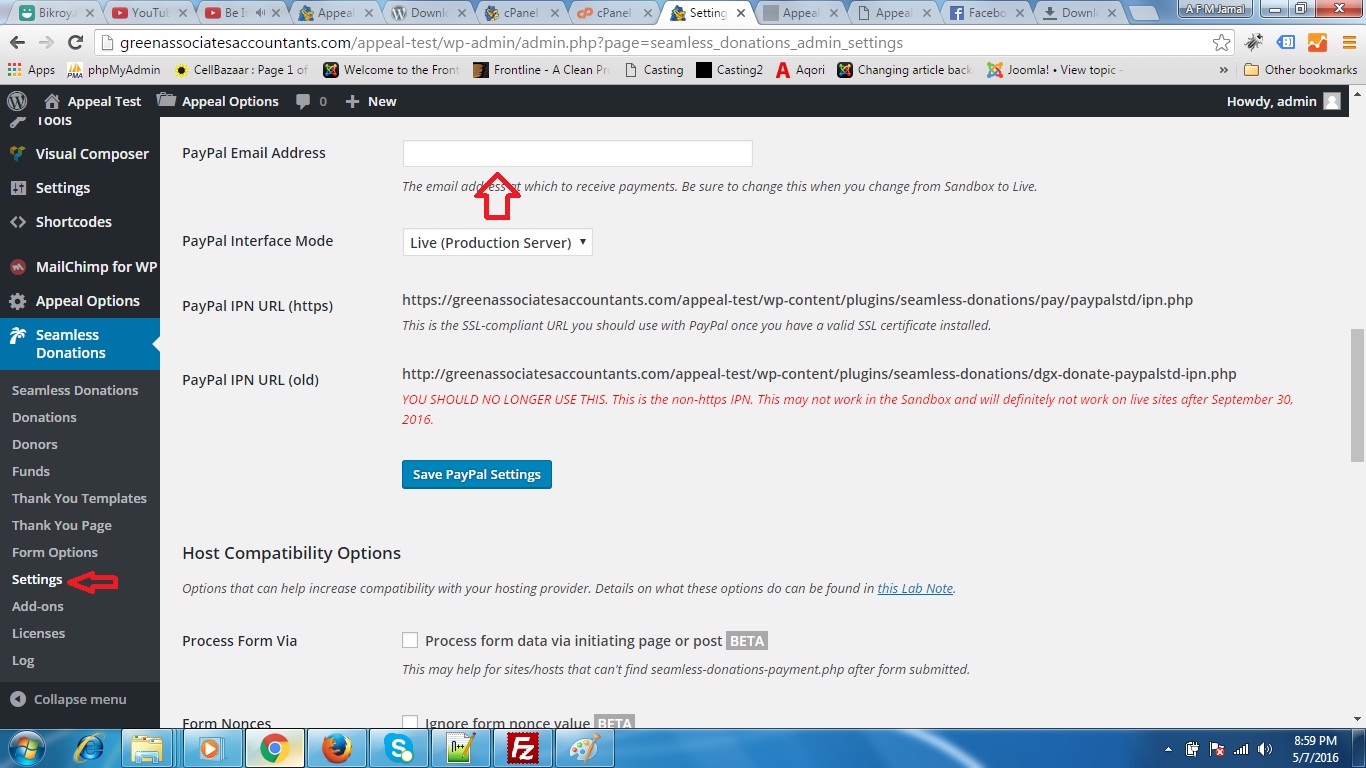 Bikroy
YouTub
Be I
Appeal
Downl
cPanel
cPanel
Setting
Appeal
Appeal
Facebo
Downl
A F M Jamal
greenassociatesaccountants.com/appeal-test/wp-admin/admin.php?page=seamless_donations_admin_settings
Apps
phpMyAdmin
CellBazaar : Page 1 of
Welcome to the Front
Frontline - A Clean Pr
Casting
Casting2
Aqori
Changing article back
Joomla! • View topic -
»
Other bookmarks
Appeal Test
Appeal Options
0
+ New
Howdy, admin
Tools
Visual Composer
Settings
Shortcodes
MailChimp for WP
Appeal Options
Seamless
Donations
Seamless Donations
Donations
Donors
Funds
Thank You Templates
Thank You Page
Form Options
Settings
Add-ons
Licenses
Log
Collapse menu
PayPal Email Address
The email address at which to receive payments. Be sure to change this when you change from Sandbox to Live.
PayPal Interface Mode
Live (Production Server)
PayPal IPN URL (https)
https://greenassociatesaccountants.com/appeal-test/wp-content/plugins/seamless-donations/pay/paypalstd/ipn.php
This is the SSL-compliant URL you should use with PayPal once you have a valid SSL certificate installed.
PayPal IPN URL (old)
http://greenassociatesaccountants.com/appeal-test/wp-content/plugins/seamless-donations/dgx-donate-paypalstd-ipn.php
YOU SHOULD NO LONGER USE THIS. This is the non-https IPN. This may not work in the Sandbox and will definitely not work on live sites after September 30,
2016.
Save PayPal Settings
Host Compatibility Options
Options that can help increase compatibility with your hosting provider. Details on what these options do can be found in this Lab Note.
Process Form Via
Process form data via initiating page or post BETA
This may help for sites/hosts that can't find seamless-donations-payment.php after form submitted.
Form Nonces
Ignore form nonce value BETA
8:59 PM
5/7/2016